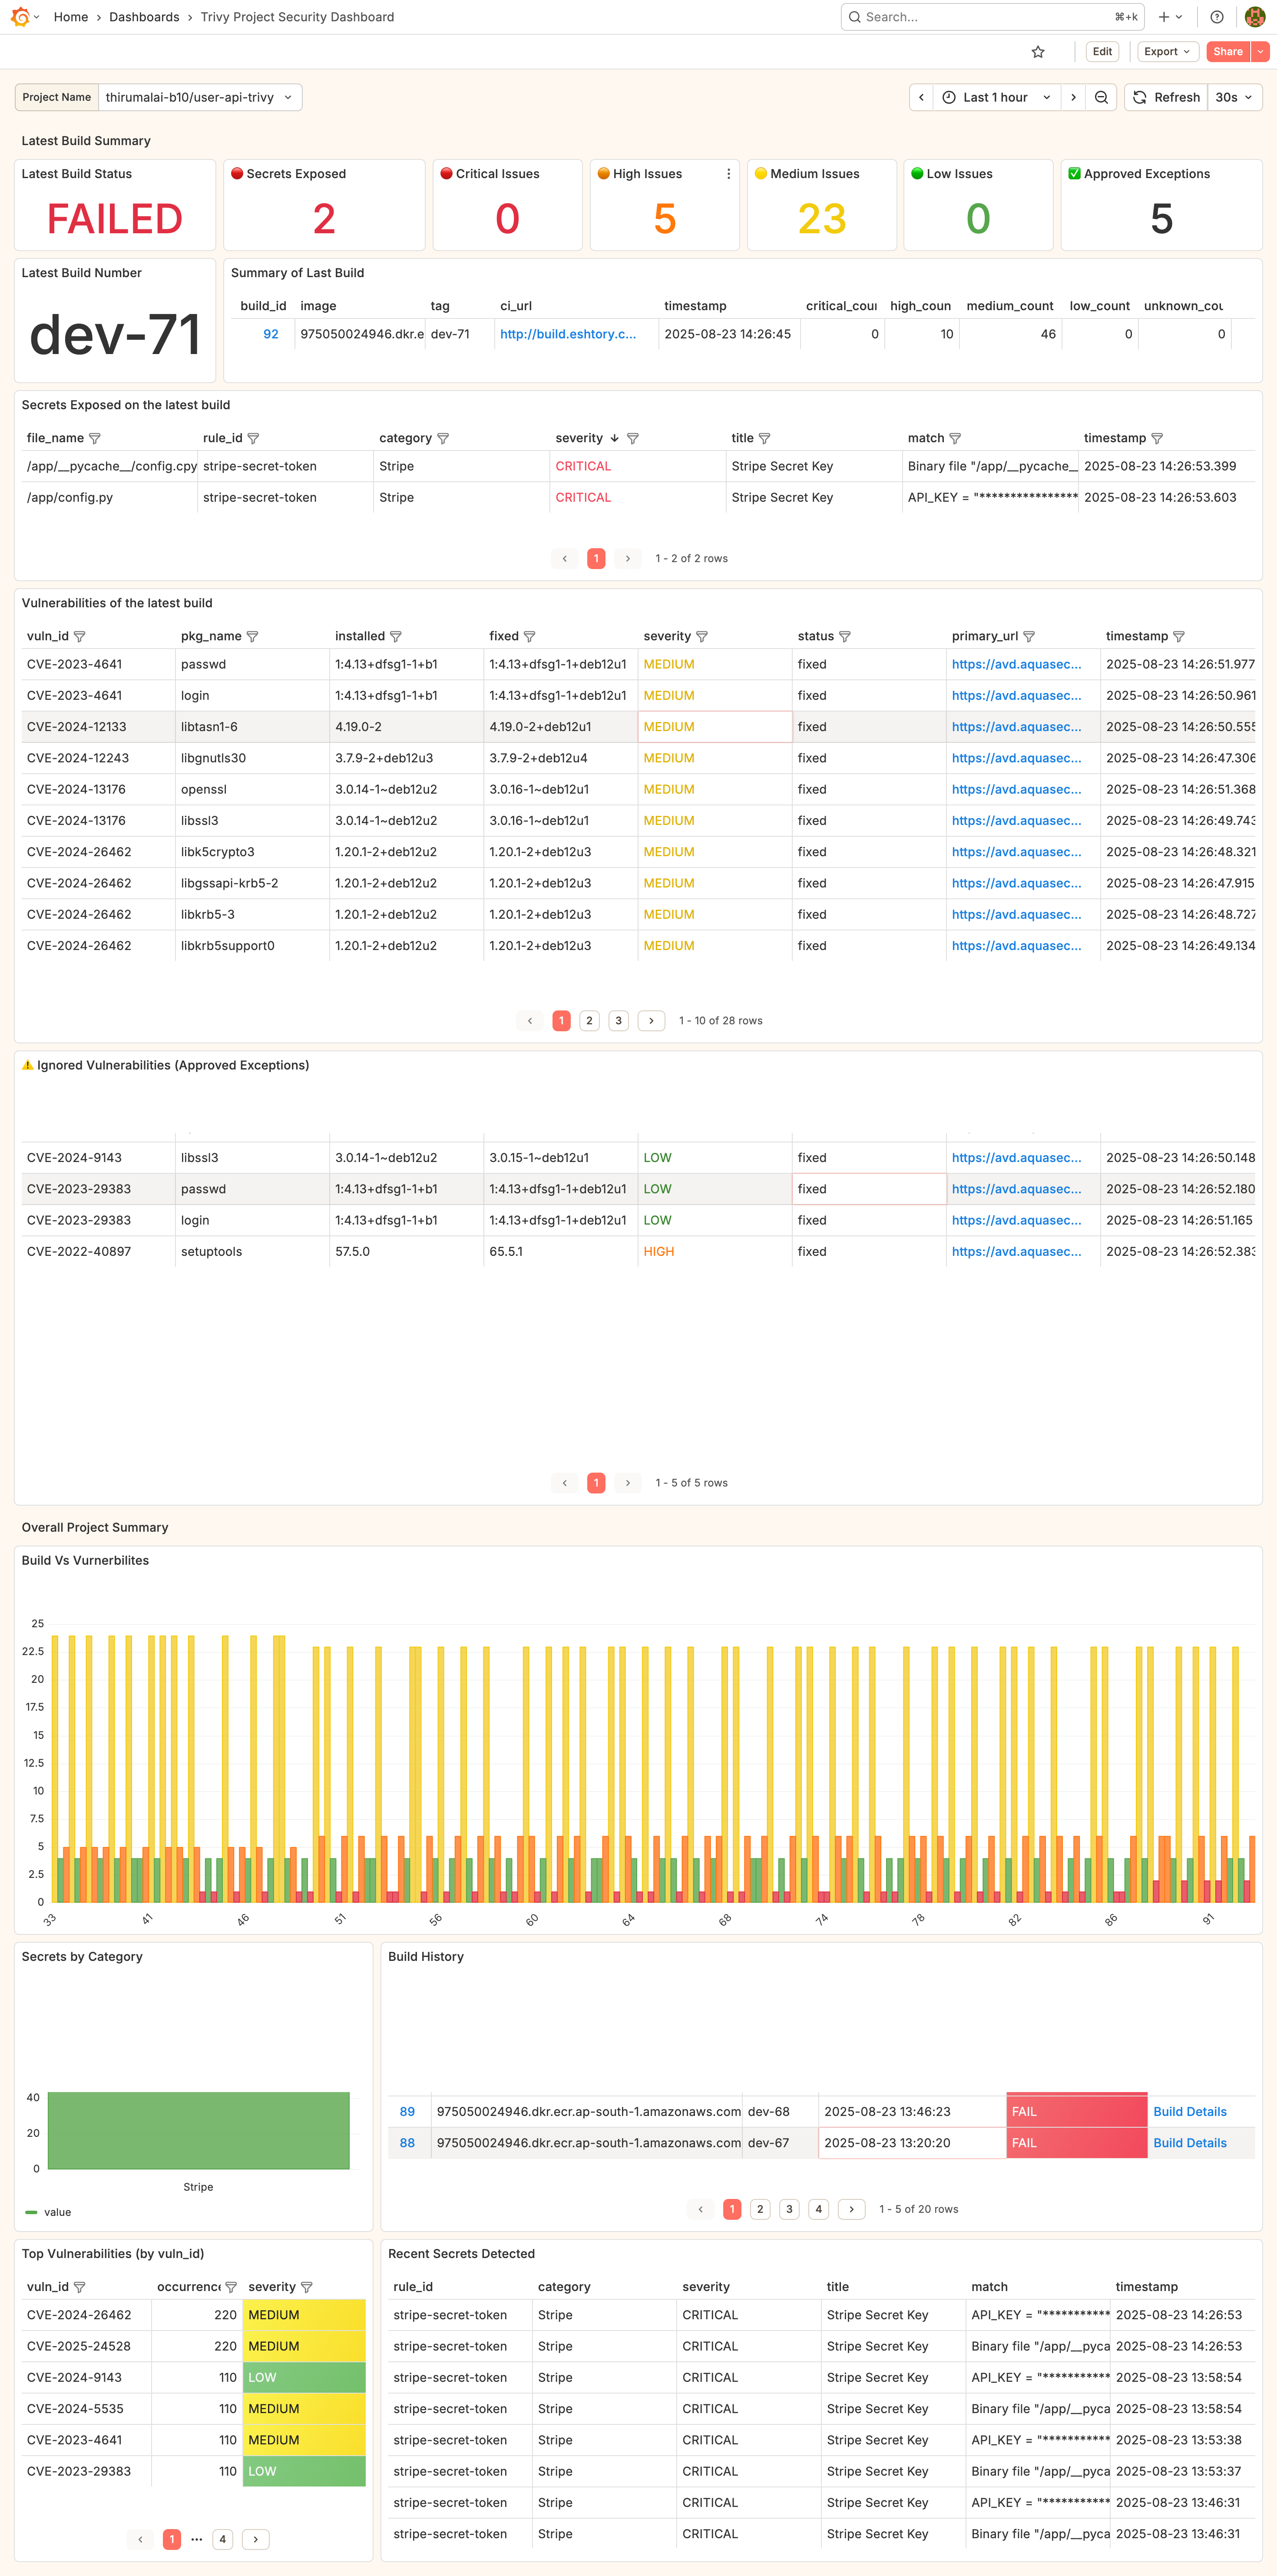 Home › Dashboards › Trivy Project Security Dashboard
Search... ⌘+k
Edit Export Share
Project Name thirumalai-b10/user-api-trivy Last 1 hour Refresh 30s
Latest Build Summary
Latest Build Status Secrets Exposed Critical Issues High Issues Medium Issues Low Issues Approved Exceptions
FAILED 2 0 5 23 0 5
Latest Build Number
dev-71
Summary of Last Build
build_id image tag ci_url timestamp critical_cou high_coun medium_count low_count unknown_cou
92 975050024946.dkr.e dev-71 http://build.eshtory.c... 2025-08-23 14:26:45 0 10 46 0 0
Secrets Exposed on the latest build
file_name rule_id category severity title match timestamp
/app/__pycache__/config.cpy stripe-secret-token Stripe CRITICAL Stripe Secret Key Binary file "/app/__pycache__ 2025-08-23 14:26:53.399
/app/config.py stripe-secret-token Stripe CRITICAL Stripe Secret Key API_KEY = "**************** 2025-08-23 14:26:53.603
1
1 - 2 of 2 rows
Vulnerabilities of the latest build
vuln_id pkg_name installed fixed severity status primary_url timestamp
CVE-2023-4641 passwd 1:4.13+dfsg1-1+b1 1:4.13+dfsg1-1+deb12u1 MEDIUM fixed https://avd.aquasec... 2025-08-23 14:26:51.977
CVE-2023-4641 login 1:4.13+dfsg1-1+b1 1:4.13+dfsg1-1+deb12u1 MEDIUM fixed https://avd.aquasec... 2025-08-23 14:26:50.961
CVE-2024-12133 libtasn1-6 4.19.0-2 4.19.0-2+deb12u1 MEDIUM fixed https://avd.aquasec... 2025-08-23 14:26:50.555
CVE-2024-12243 libgnutls30 3.7.9-2+deb12u3 3.7.9-2+deb12u4 MEDIUM fixed https://avd.aquasec... 2025-08-23 14:26:47.306
CVE-2024-13176 openssl 3.0.14-1~deb12u2 3.0.16-1~deb12u1 MEDIUM fixed https://avd.aquasec... 2025-08-23 14:26:51.368
CVE-2024-13176 libssl3 3.0.14-1~deb12u2 3.0.16-1~deb12u1 MEDIUM fixed https://avd.aquasec... 2025-08-23 14:26:49.743
CVE-2024-26462 libk5crypto3 1.20.1-2+deb12u2 1.20.1-2+deb12u3 MEDIUM fixed https://avd.aquasec... 2025-08-23 14:26:48.321
CVE-2024-26462 libgssapi-krb5-2 1.20.1-2+deb12u2 1.20.1-2+deb12u3 MEDIUM fixed https://avd.aquasec... 2025-08-23 14:26:47.915
CVE-2024-26462 libkrb5-3 1.20.1-2+deb12u2 1.20.1-2+deb12u3 MEDIUM fixed https://avd.aquasec... 2025-08-23 14:26:48.727
CVE-2024-26462 libkrb5support0 1.20.1-2+deb12u2 1.20.1-2+deb12u3 MEDIUM fixed https://avd.aquasec... 2025-08-23 14:26:49.134
1 2 3
1 - 10 of 28 rows
Ignored Vulnerabilities (Approved Exceptions)
CVE-2024-9143 libssl3 3.0.14-1~deb12u2 3.0.15-1~deb12u1 LOW fixed https://avd.aquasec... 2025-08-23 14:26:50.148
CVE-2023-29383 passwd 1:4.13+dfsg1-1+b1 1:4.13+dfsg1-1+deb12u1 LOW fixed https://avd.aquasec... 2025-08-23 14:26:52.180
CVE-2023-29383 login 1:4.13+dfsg1-1+b1 1:4.13+dfsg1-1+deb12u1 LOW fixed https://avd.aquasec... 2025-08-23 14:26:51.165
CVE-2022-40897 setuptools 57.5.0 65.5.1 HIGH fixed https://avd.aquasec... 2025-08-23 14:26:52.383
1
1 - 5 of 5 rows
Overall Project Summary
Build Vs Vurnerbilites
25
22.5
20
17.5
15
12.5
10
7.5
5
2.5
0
33 41 46 51 56 60 64 68 74 78 82 86 91
Secrets by Category
40
20
0
Stripe
value
Build History
89 975050024946.dkr.ecr.ap-south-1.amazonaws.com dev-68 2025-08-23 13:46:23 FAIL Build Details
88 975050024946.dkr.ecr.ap-south-1.amazonaws.com dev-67 2025-08-23 13:20:20 FAIL Build Details
1 2 3 4
1 - 5 of 20 rows
Top Vulnerabilities (by vuln_id)
vuln_id occurrence severity
CVE-2024-26462 220 MEDIUM
CVE-2025-24528 220 MEDIUM
CVE-2024-9143 110 LOW
CVE-2024-5535 110 MEDIUM
CVE-2023-4641 110 MEDIUM
CVE-2023-29383 110 LOW
1 ··· 4
Recent Secrets Detected
rule_id category severity title match timestamp
stripe-secret-token Stripe CRITICAL Stripe Secret Key API_KEY = "*********** 2025-08-23 14:26:53
stripe-secret-token Stripe CRITICAL Stripe Secret Key Binary file "/app/__pyca 2025-08-23 14:26:53
stripe-secret-token Stripe CRITICAL Stripe Secret Key API_KEY = "*********** 2025-08-23 13:58:54
stripe-secret-token Stripe CRITICAL Stripe Secret Key Binary file "/app/__pyca 2025-08-23 13:58:54
stripe-secret-token Stripe CRITICAL Stripe Secret Key API_KEY = "*********** 2025-08-23 13:53:38
stripe-secret-token Stripe CRITICAL Stripe Secret Key Binary file "/app/__pyca 2025-08-23 13:53:37
stripe-secret-token Stripe CRITICAL Stripe Secret Key API_KEY = "*********** 2025-08-23 13:46:31
stripe-secret-token Stripe CRITICAL Stripe Secret Key Binary file "/app/__pyca 2025-08-23 13:46:31